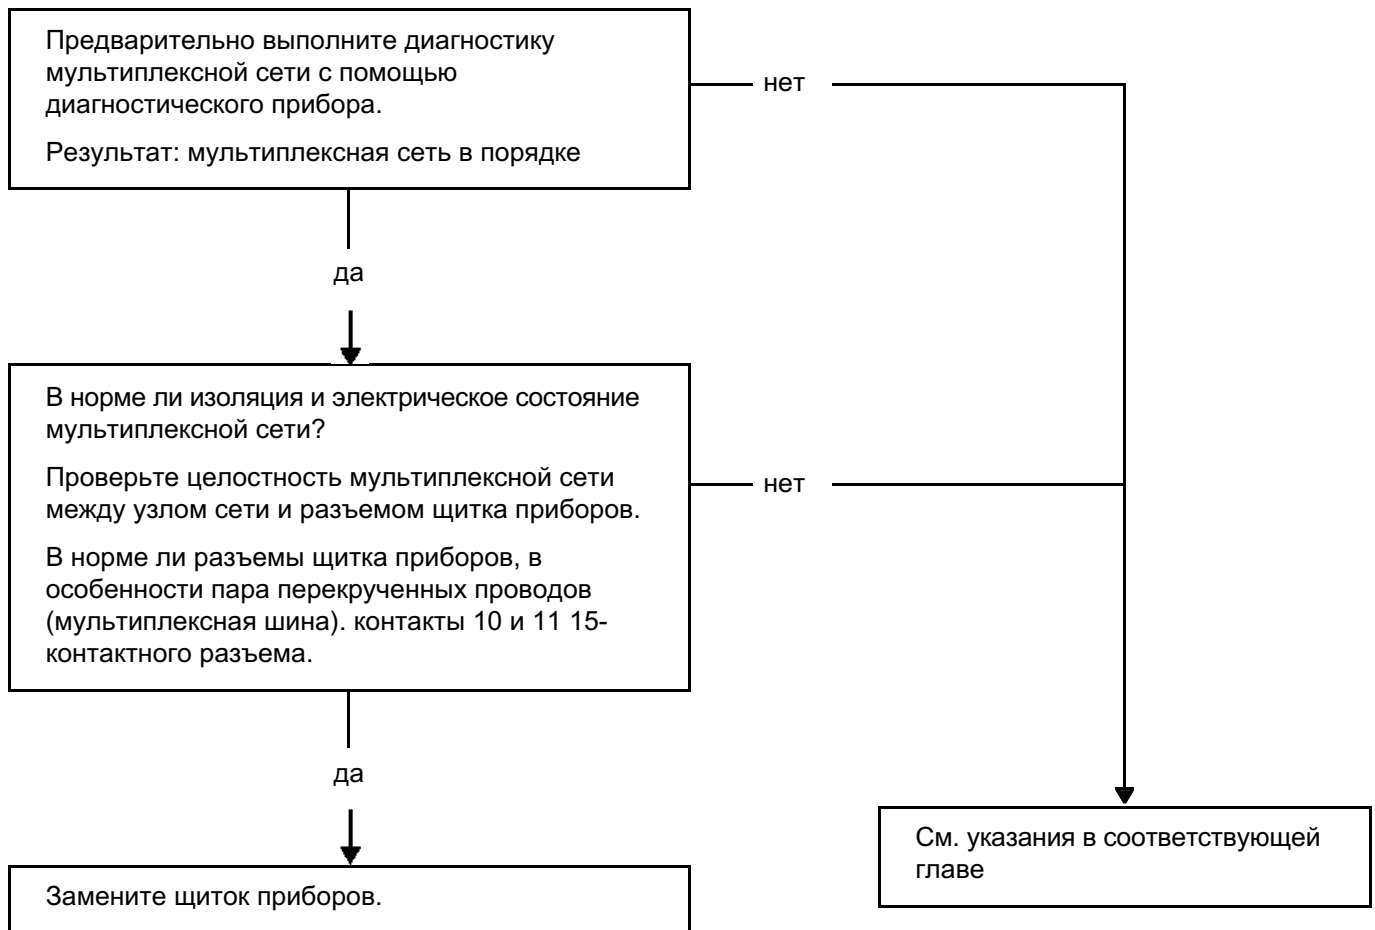 Предварительно выполните диагностику
мультиплексной сети с помощью
диагностического прибора.
Результат: мультиплексная сеть в порядке
нет
да
В норме ли изоляция и электрическое состояние
мультиплексной сети?
Проверьте целостность мультиплексной сети
между узлом сети и разъемом щитка приборов.
В норме ли разъемы щитка приборов, в
особенности пара перекрученных проводов
(мультиплексная шина). контакты 10 и 11 15-
контактного разъема.
нет
да
См. указания в соответствующей
главе
Замените щиток приборов.